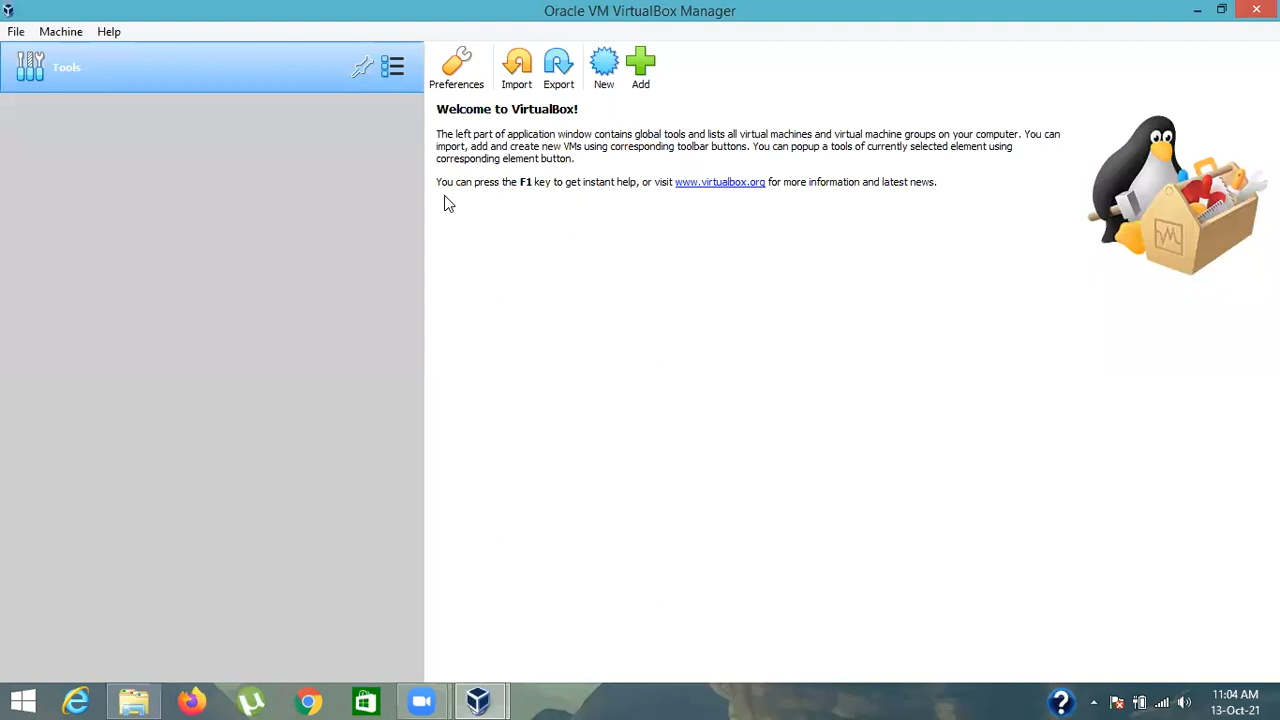 Oracle VM VirtualBox Manager
File Machine Help
Tools
Preferences Import Export New Add
Welcome to VirtualBox!
The left part of application window contains global tools and lists all virtual machines and virtual machine groups on your computer. You can
import, add and create new VMs using corresponding toolbar buttons. You can popup a tools of currently selected element using
corresponding element button.
You can press the F1 key to get instant help, or visit www.virtualbox.org for more information and latest news.
11:04 AM
13-Oct-21